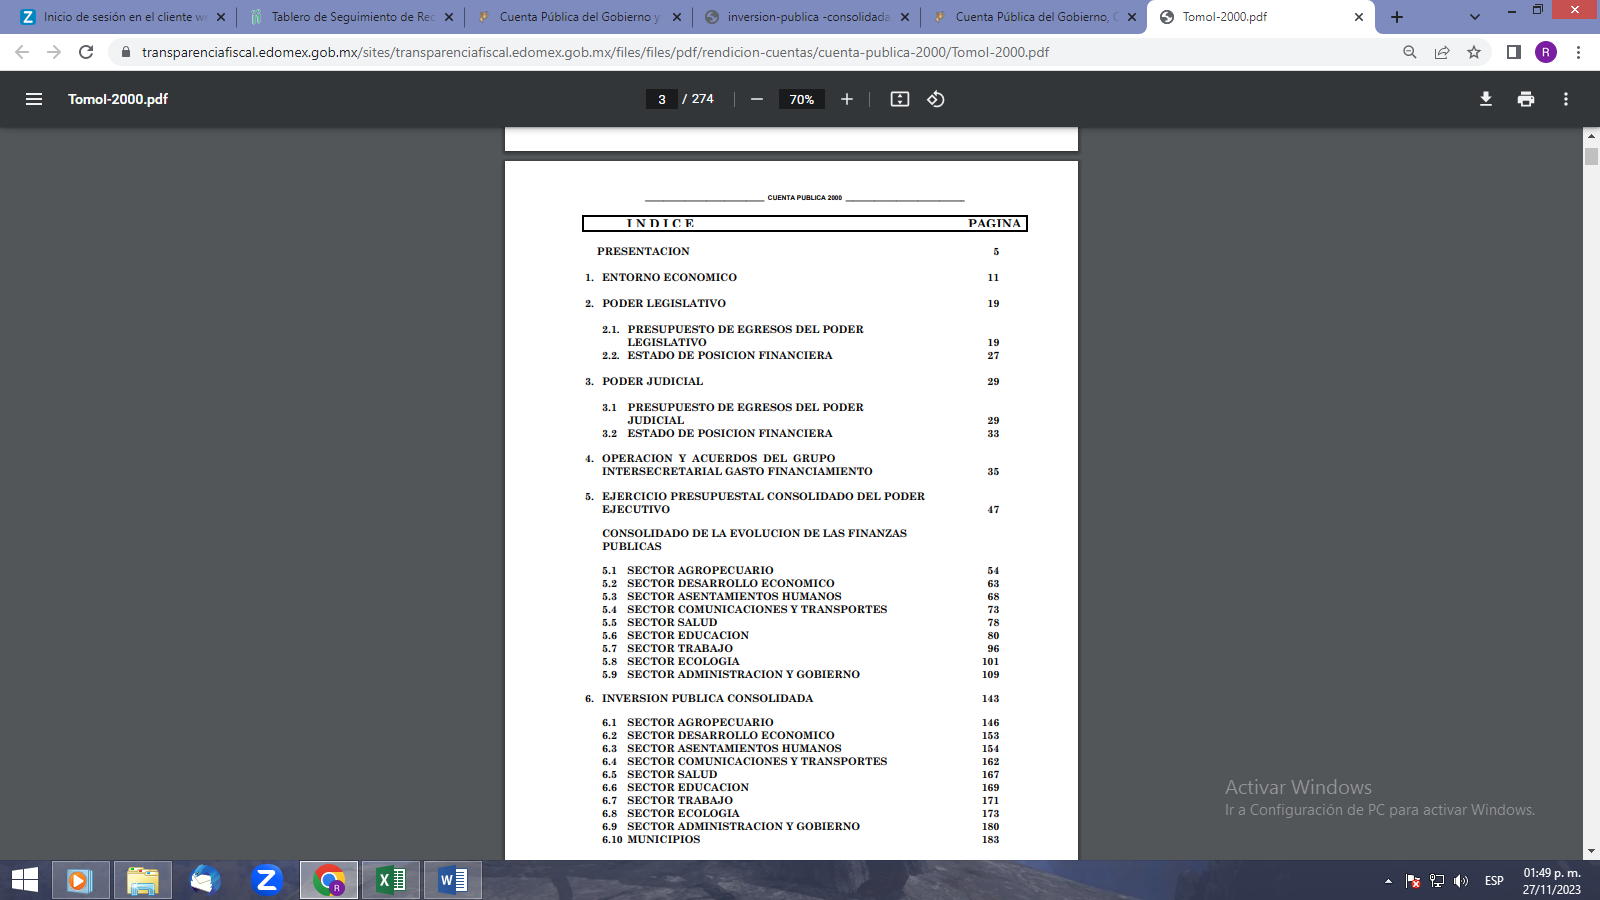 Inicio de sesión en el cliente w
Tablero de Seguimiento de Rec
Cuenta Pública del Gobierno y
inversion-publica -consolidada
Cuenta Pública del Gobierno, C
TomoI-2000.pdf
transparenciafiscal.edomex.gob.mx/sites/transparenciafiscal.edomex.gob.mx/files/files/pdf/rendicion-cuentas/cuenta-publica-2000/TomoI-2000.pdf
R
TomoI-2000.pdf
3 / 274
70%
CUENTA PUBLICA 2000
I N D I C E PAGINA
PRESENTACION 5
1. ENTORNO ECONOMICO 11
2. PODER LEGISLATIVO 19
2.1. PRESUPUESTO DE EGRESOS DEL PODER
LEGISLATIVO 19
2.2. ESTADO DE POSICION FINANCIERA 27
3. PODER JUDICIAL 29
3.1 PRESUPUESTO DE EGRESOS DEL PODER
JUDICIAL 29
3.2 ESTADO DE POSICION FINANCIERA 33
4. OPERACION Y ACUERDOS DEL GRUPO
INTERSECRETARIAL GASTO FINANCIAMIENTO 35
5. EJERCICIO PRESUPUESTAL CONSOLIDADO DEL PODER
EJECUTIVO 47
CONSOLIDADO DE LA EVOLUCION DE LAS FINANZAS
PUBLICAS
5.1 SECTOR AGROPECUARIO 54
5.2 SECTOR DESARROLLO ECONOMICO 63
5.3 SECTOR ASENTAMIENTOS HUMANOS 68
5.4 SECTOR COMUNICACIONES Y TRANSPORTES 73
5.5 SECTOR SALUD 78
5.6 SECTOR EDUCACION 80
5.7 SECTOR TRABAJO 96
5.8 SECTOR ECOLOGIA 101
5.9 SECTOR ADMINISTRACION Y GOBIERNO 109
6. INVERSION PUBLICA CONSOLIDADA 143
6.1 SECTOR AGROPECUARIO 146
6.2 SECTOR DESARROLLO ECONOMICO 153
6.3 SECTOR ASENTAMIENTOS HUMANOS 154
6.4 SECTOR COMUNICACIONES Y TRANSPORTES 162
6.5 SECTOR SALUD 167
6.6 SECTOR EDUCACION 169
6.7 SECTOR TRABAJO 171
6.8 SECTOR ECOLOGIA 173
6.9 SECTOR ADMINISTRACION Y GOBIERNO 180
6.10 MUNICIPIOS 183
Activar Windows
Ir a Configuración de PC para activar Windows.
ESP
01:49 p. m.
27/11/2023